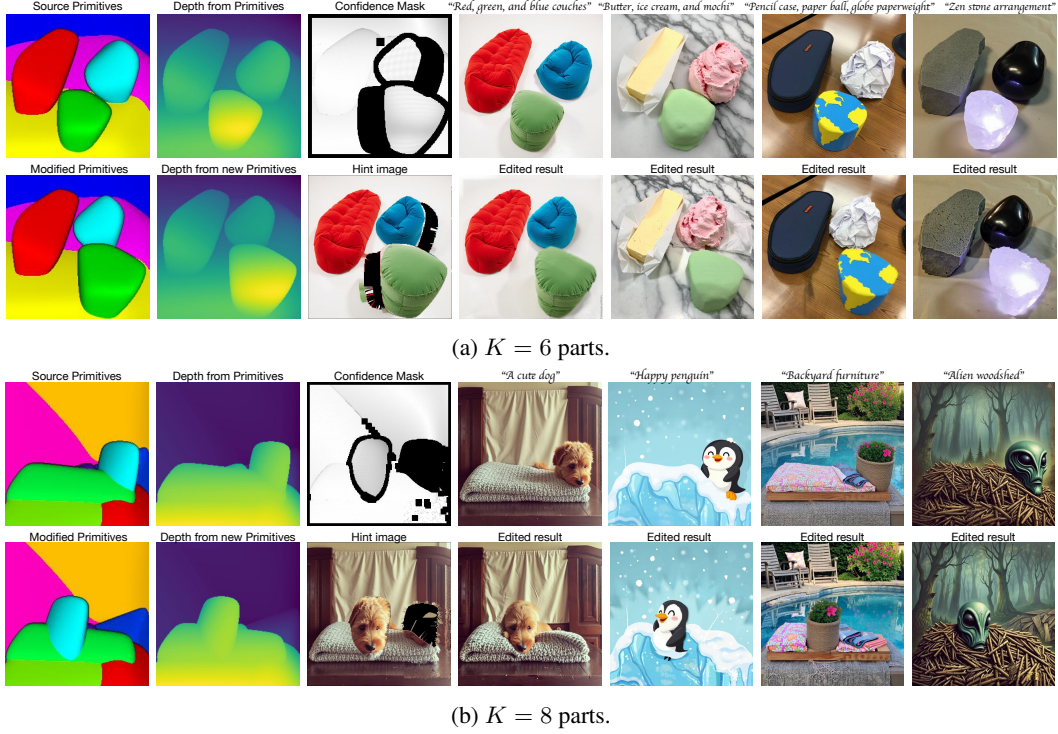 Source Primitives Depth from Primitives Confidence Mask "Red, green, and blue couches" "Butter, ice cream, and mochi" "Pencil case, paper ball, globe paperweight" "Zen stone arrangement"
Modified Primitives Depth from new Primitives Hint image Edited result Edited result Edited result Edited result
(a) K = 6 parts.
Source Primitives Depth from Primitives Confidence Mask "A cute dog" "Happy penguin" "Backyard furniture" "Alien woodshed"
Modified Primitives Depth from new Primitives Hint image Edited result Edited result Edited result Edited result
(b) K = 8 parts.